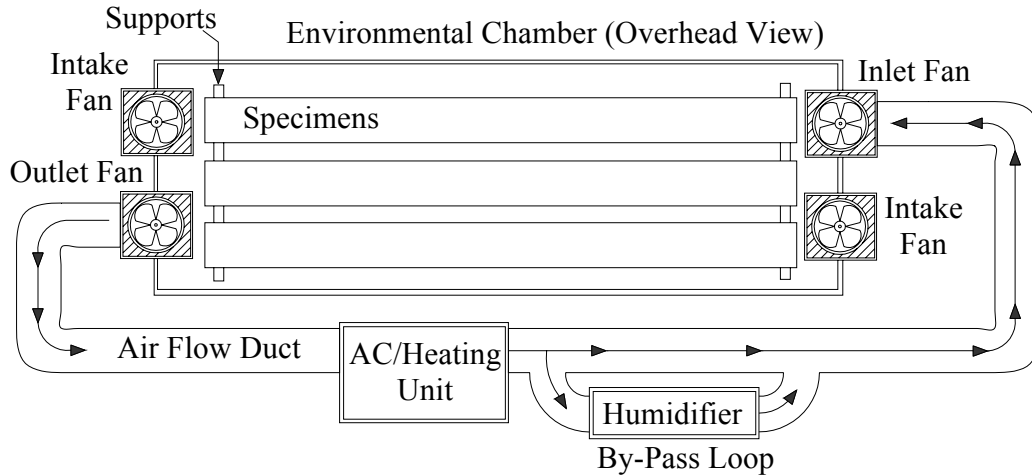 Supports
Environmental Chamber (Overhead View)
Intake
Fan
Inlet Fan
Specimens
Outlet Fan
Intake
Fan
Air Flow Duct
AC/Heating
Unit
Humidifier
By-Pass Loop